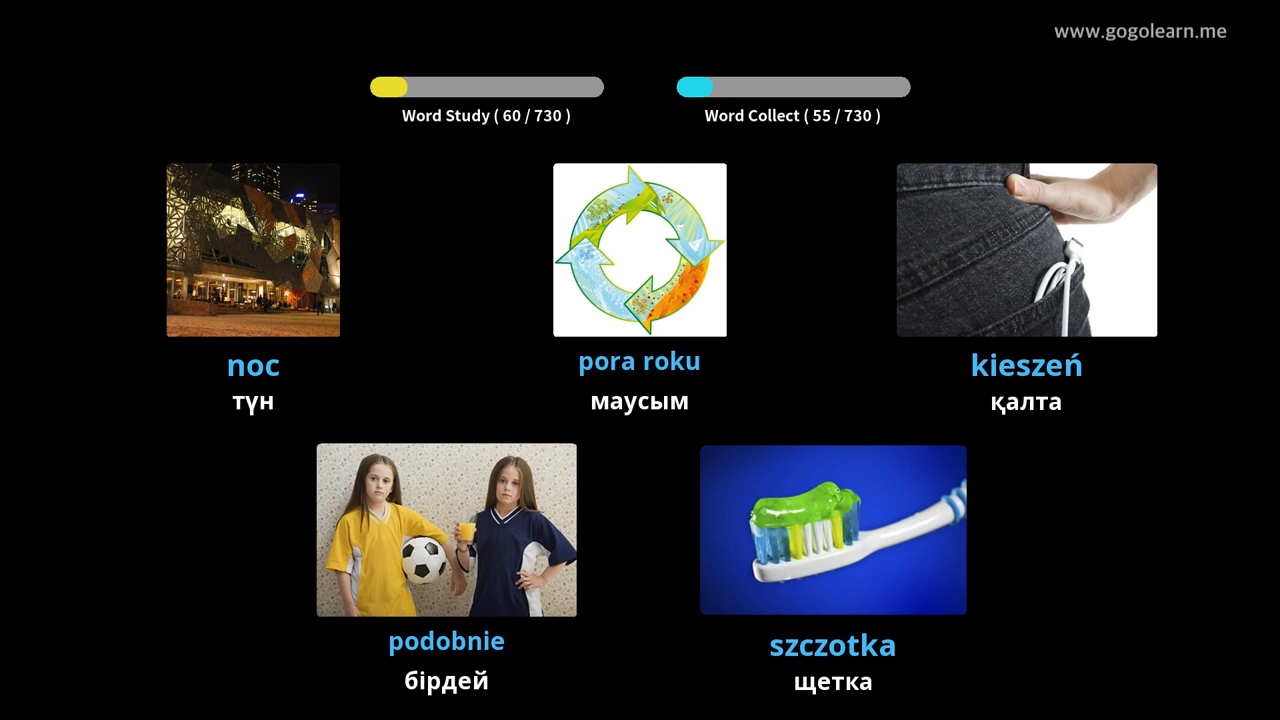 www.gogolearn.me
Word Study ( 60 / 730 )
Word Collect ( 55 / 730 )
noc
түн
pora roku
маусым
kieszeń
қалта
podobnie
бірдей
szczotka
щетка